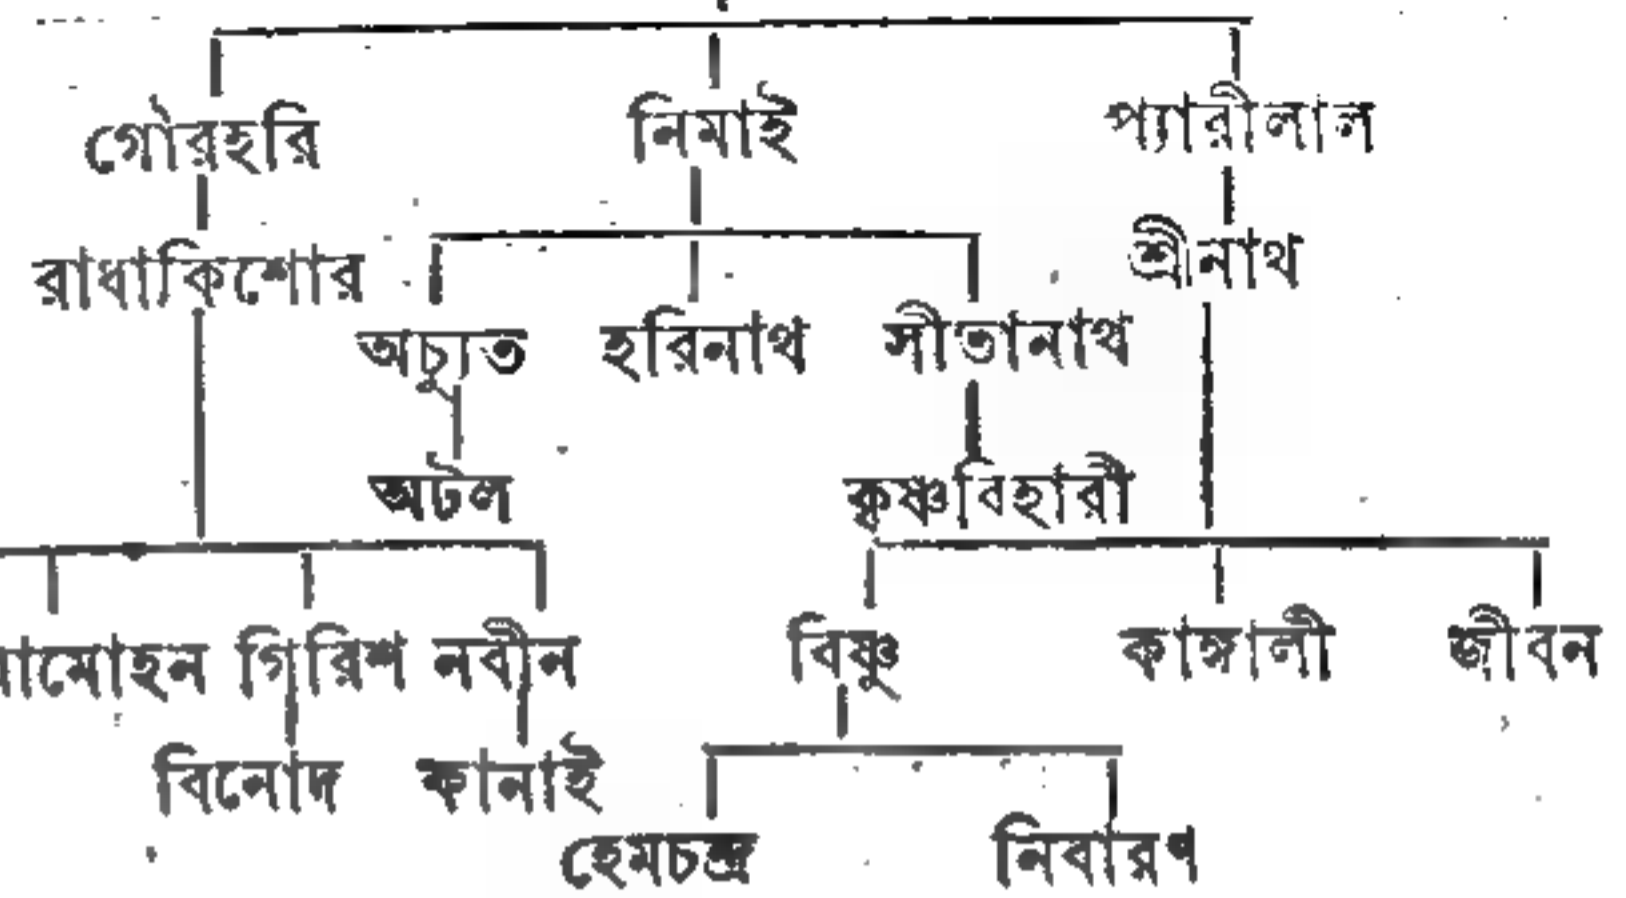 গৌরহরি নিমাই প্যারীলাল
রাধাকিশোর শ্রীনাথ
অচ্যুত হরিনাথ সীতানাথ
অটল কৃষ্ণবিহারী
গিরিশ নবীন বিষ্ণু কাঙ্গালী জীবন
বিনোদ কানাই
হেমচন্দ্র নিবারণ